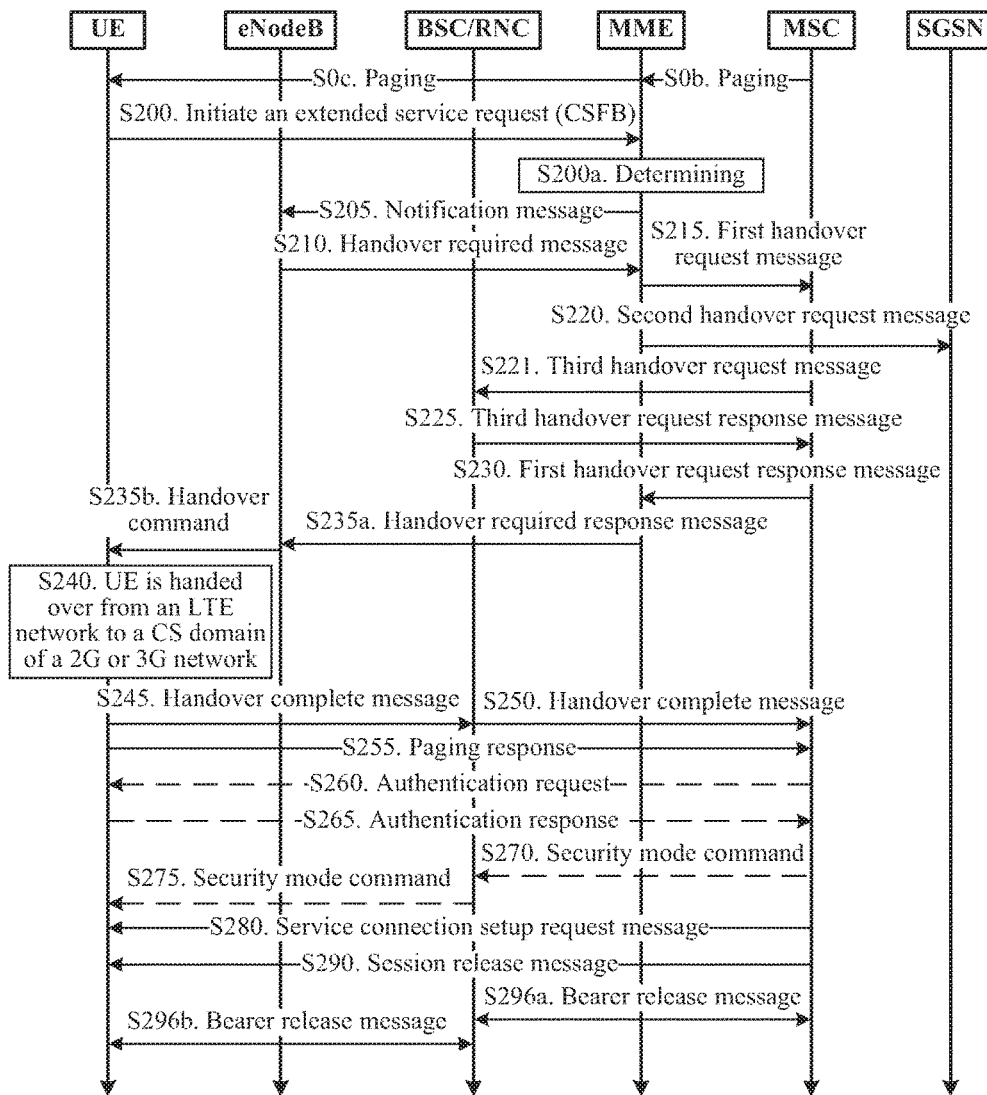 UE eNodeB BSC/RNC MME MSC SGSN
S0c. Paging S0b. Paging
S200. Initiate an extended service request (CSFB)
S200a. Determining
S205. Notification message
S210. Handover required message
S215. First handover
request message
S220. Second handover request message
S221. Third handover request message
S225. Third handover request response message
S230. First handover request response message
S235b. Handover
command
S235a. Handover required response message
S240. UE is handed
over from an LTE
network to a CS domain
of a 2G or 3G network
S245. Handover complete message S250. Handover complete message
S255. Paging response
S260. Authentication request
S265. Authentication response
S270. Security mode command
S275. Security mode command
S280. Service connection setup request message
S290. Session release message
S296a. Bearer release message
S296b. Bearer release message